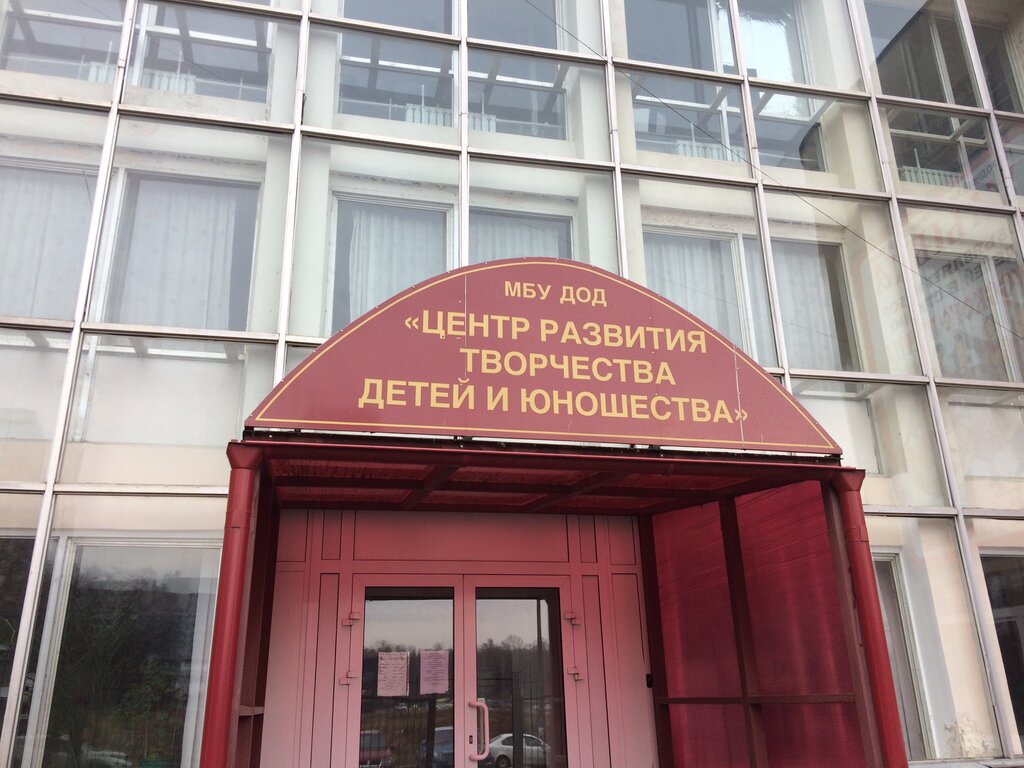 МБУ ДОД
«ЦЕНТР РАЗВИТИЯ
ТВОРЧЕСТВА
ДЕТЕЙ И ЮНОШЕСТВА»